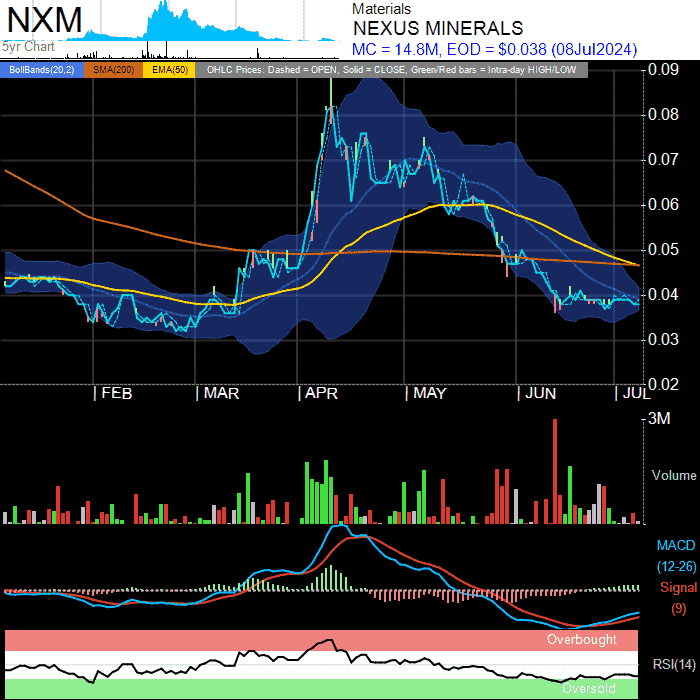 NXM
5yr Chart
Materials
NEXUS MINERALS
MC = 14.8M, EOD = $0.038 (08Jul2024)
BollBands(20,2) SMA(200) EMA(50) OHLC Prices: Dashed = OPEN, Solid = CLOSE, Green/Red bars = Intra-day HIGH/LOW
0.09
0.08
0.07
0.06
0.05
0.04
0.03
0.02
| FEB | MAR | APR | MAY | JUN | JUL
3M
Volume
MACD
(12-26)
Signal
(9)
Overbought
RSI(14)
Oversold